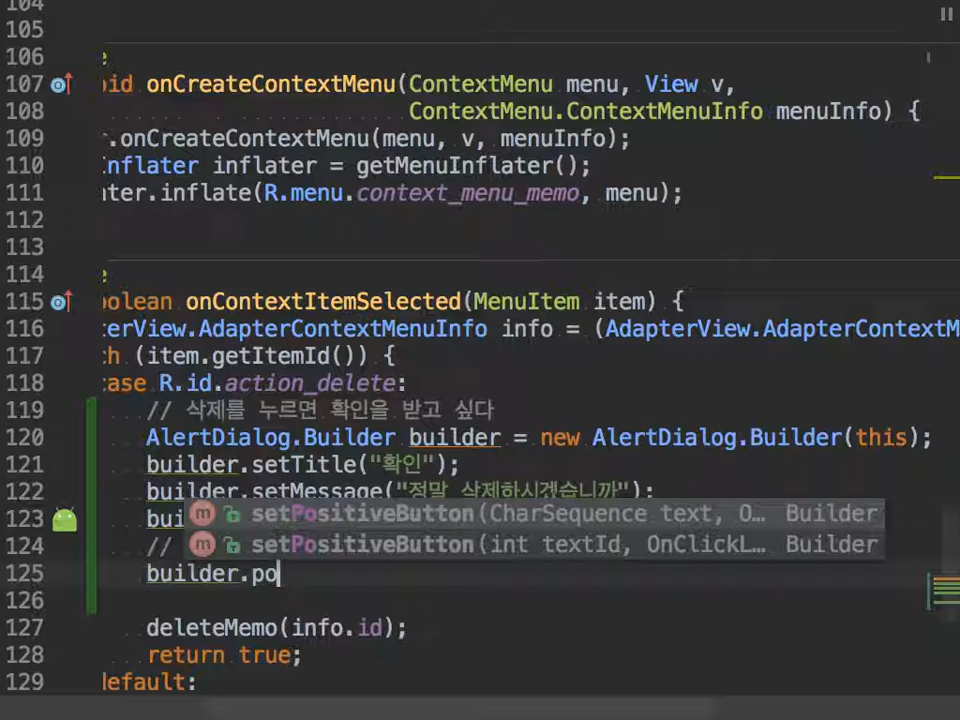 104
105
106 e
107 oid onCreateContextMenu(ContextMenu menu, View v,
108 ContextMenu.ContextMenuInfo menuInfo) {
109 r.onCreateContextMenu(menu, v, menuInfo);
110 nflater inflater = getMenuInflater();
111 ater.inflate(R.menu.context_menu_memo, menu);
112
113
114 e
115 oolean onContextItemSelected(MenuItem item) {
116 terView.AdapterContextMenuInfo info = (AdapterView.AdapterContextM
117 ch (item.getItemId()) {
118 case R.id.action_delete:
119 // 삭제를 누르면 확인을 받고 싶다
120 AlertDialog.Builder builder = new AlertDialog.Builder(this);
121 builder.setTitle("확인");
122 builder.setMessage("정말 삭제하시겠습니까");
123 bui setPositiveButton(CharSequence text, O… Builder
124 // setPositiveButton(int textId, OnClickL… Builder
125 builder.po
126
127 deleteMemo(info.id);
128 return true;
129 default: